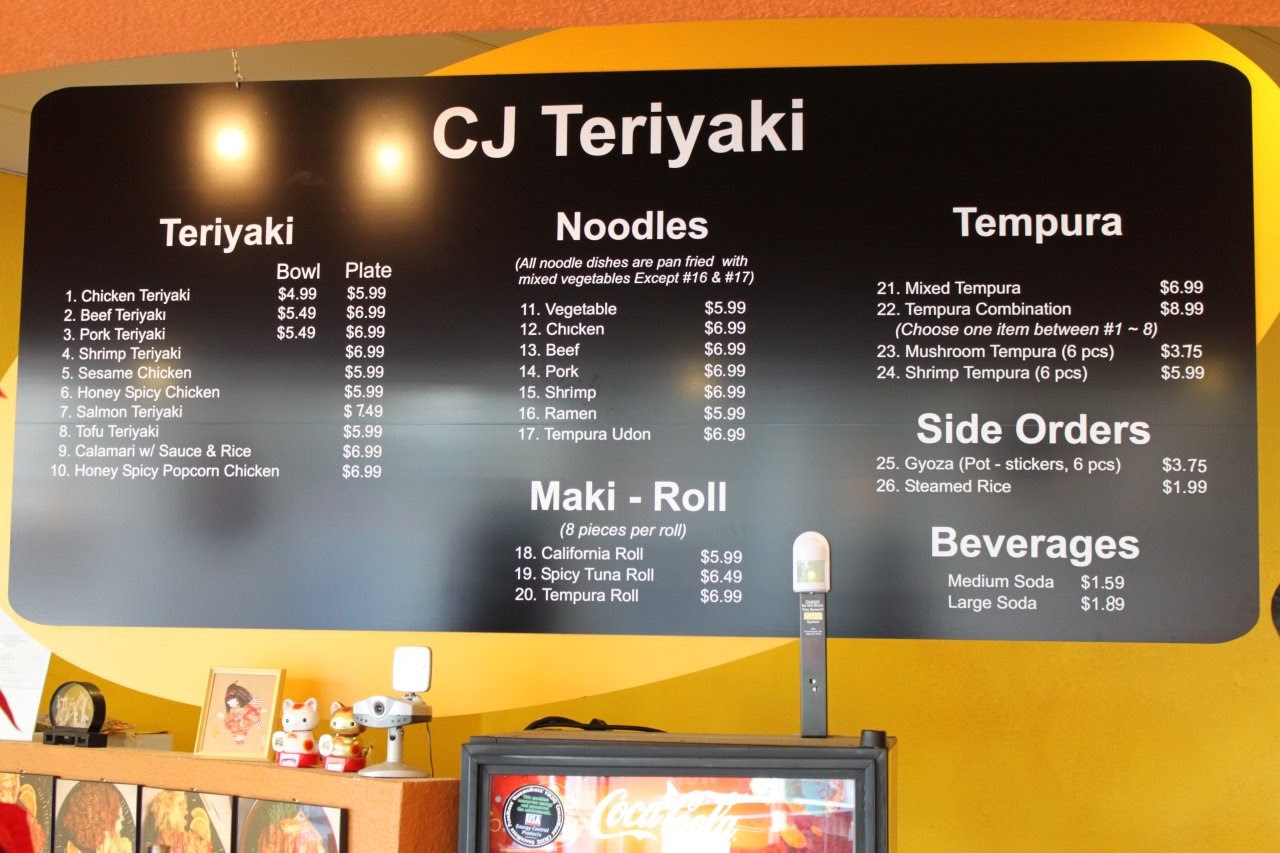 CJ Teriyaki
Teriyaki
Bowl Plate
1. Chicken Teriyaki $4.99 $5.99
2. Beef Teriyaki $5.49 $6.99
3. Pork Teriyaki $5.49 $6.99
4. Shrimp Teriyaki $6.99
5. Sesame Chicken $5.99
6. Honey Spicy Chicken $5.99
7. Salmon Teriyaki $7.49
8. Tofu Teriyaki $5.99
9. Calamari w/ Sauce & Rice $6.99
10. Honey Spicy Popcorn Chicken $6.99
Noodles
(All noodle dishes are pan fried with
mixed vegetables Except #16 & #17)
11. Vegetable $5.99
12. Chicken $6.99
13. Beef $6.99
14. Pork $6.99
15. Shrimp $6.99
16. Ramen $5.99
17. Tempura Udon $6.99
Maki - Roll
(8 pieces per roll)
18. California Roll $5.99
19. Spicy Tuna Roll $6.49
20. Tempura Roll $6.99
Tempura
21. Mixed Tempura $6.99
22. Tempura Combination $8.99
(Choose one item between #1 ~ 8)
23. Mushroom Tempura (6 pcs) $3.75
24. Shrimp Tempura (6 pcs) $5.99
Side Orders
25. Gyoza (Pot - stickers, 6 pcs) $3.75
26. Steamed Rice $1.99
Beverages
Medium Soda $1.59
Large Soda $1.89
Coca-Cola
Energy Control
Products